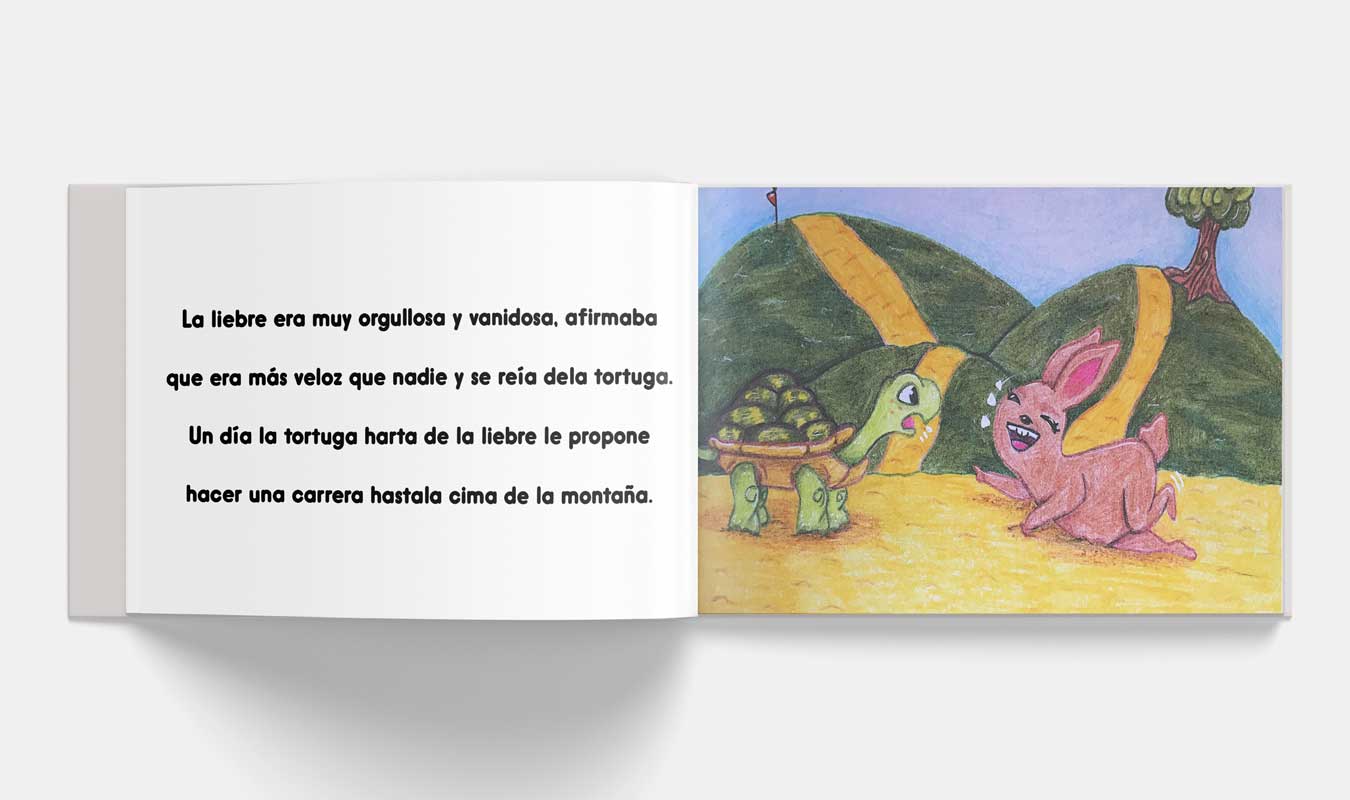 La liebre era muy orgullosa y vanidosa, afirmaba
que era más veloz que nadie y se reía dela tortuga.
Un día la tortuga harta de la liebre le propone
hacer una carrera hastala cima de la montaña.